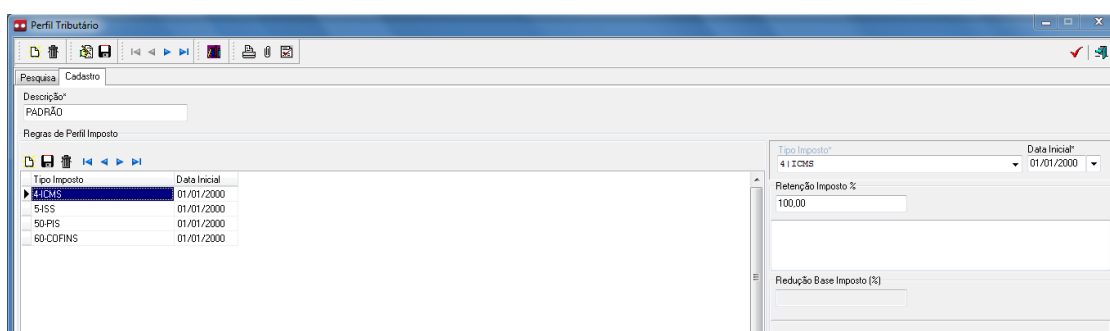 Perfil Tributário
Pesquisa Cadastro
Descrição*
PADRÃO
Regras de Perfil Imposto
Tipo Imposto Data Inicial
4-ICMS 01/01/2000
5-ISS 01/01/2000
50-PIS 01/01/2000
60-COFINS 01/01/2000
Tipo Imposto* Data Inicial*
4|ICMS 01/01/2000
Retenção Imposto %
100,00
Redução Base Imposto (%)